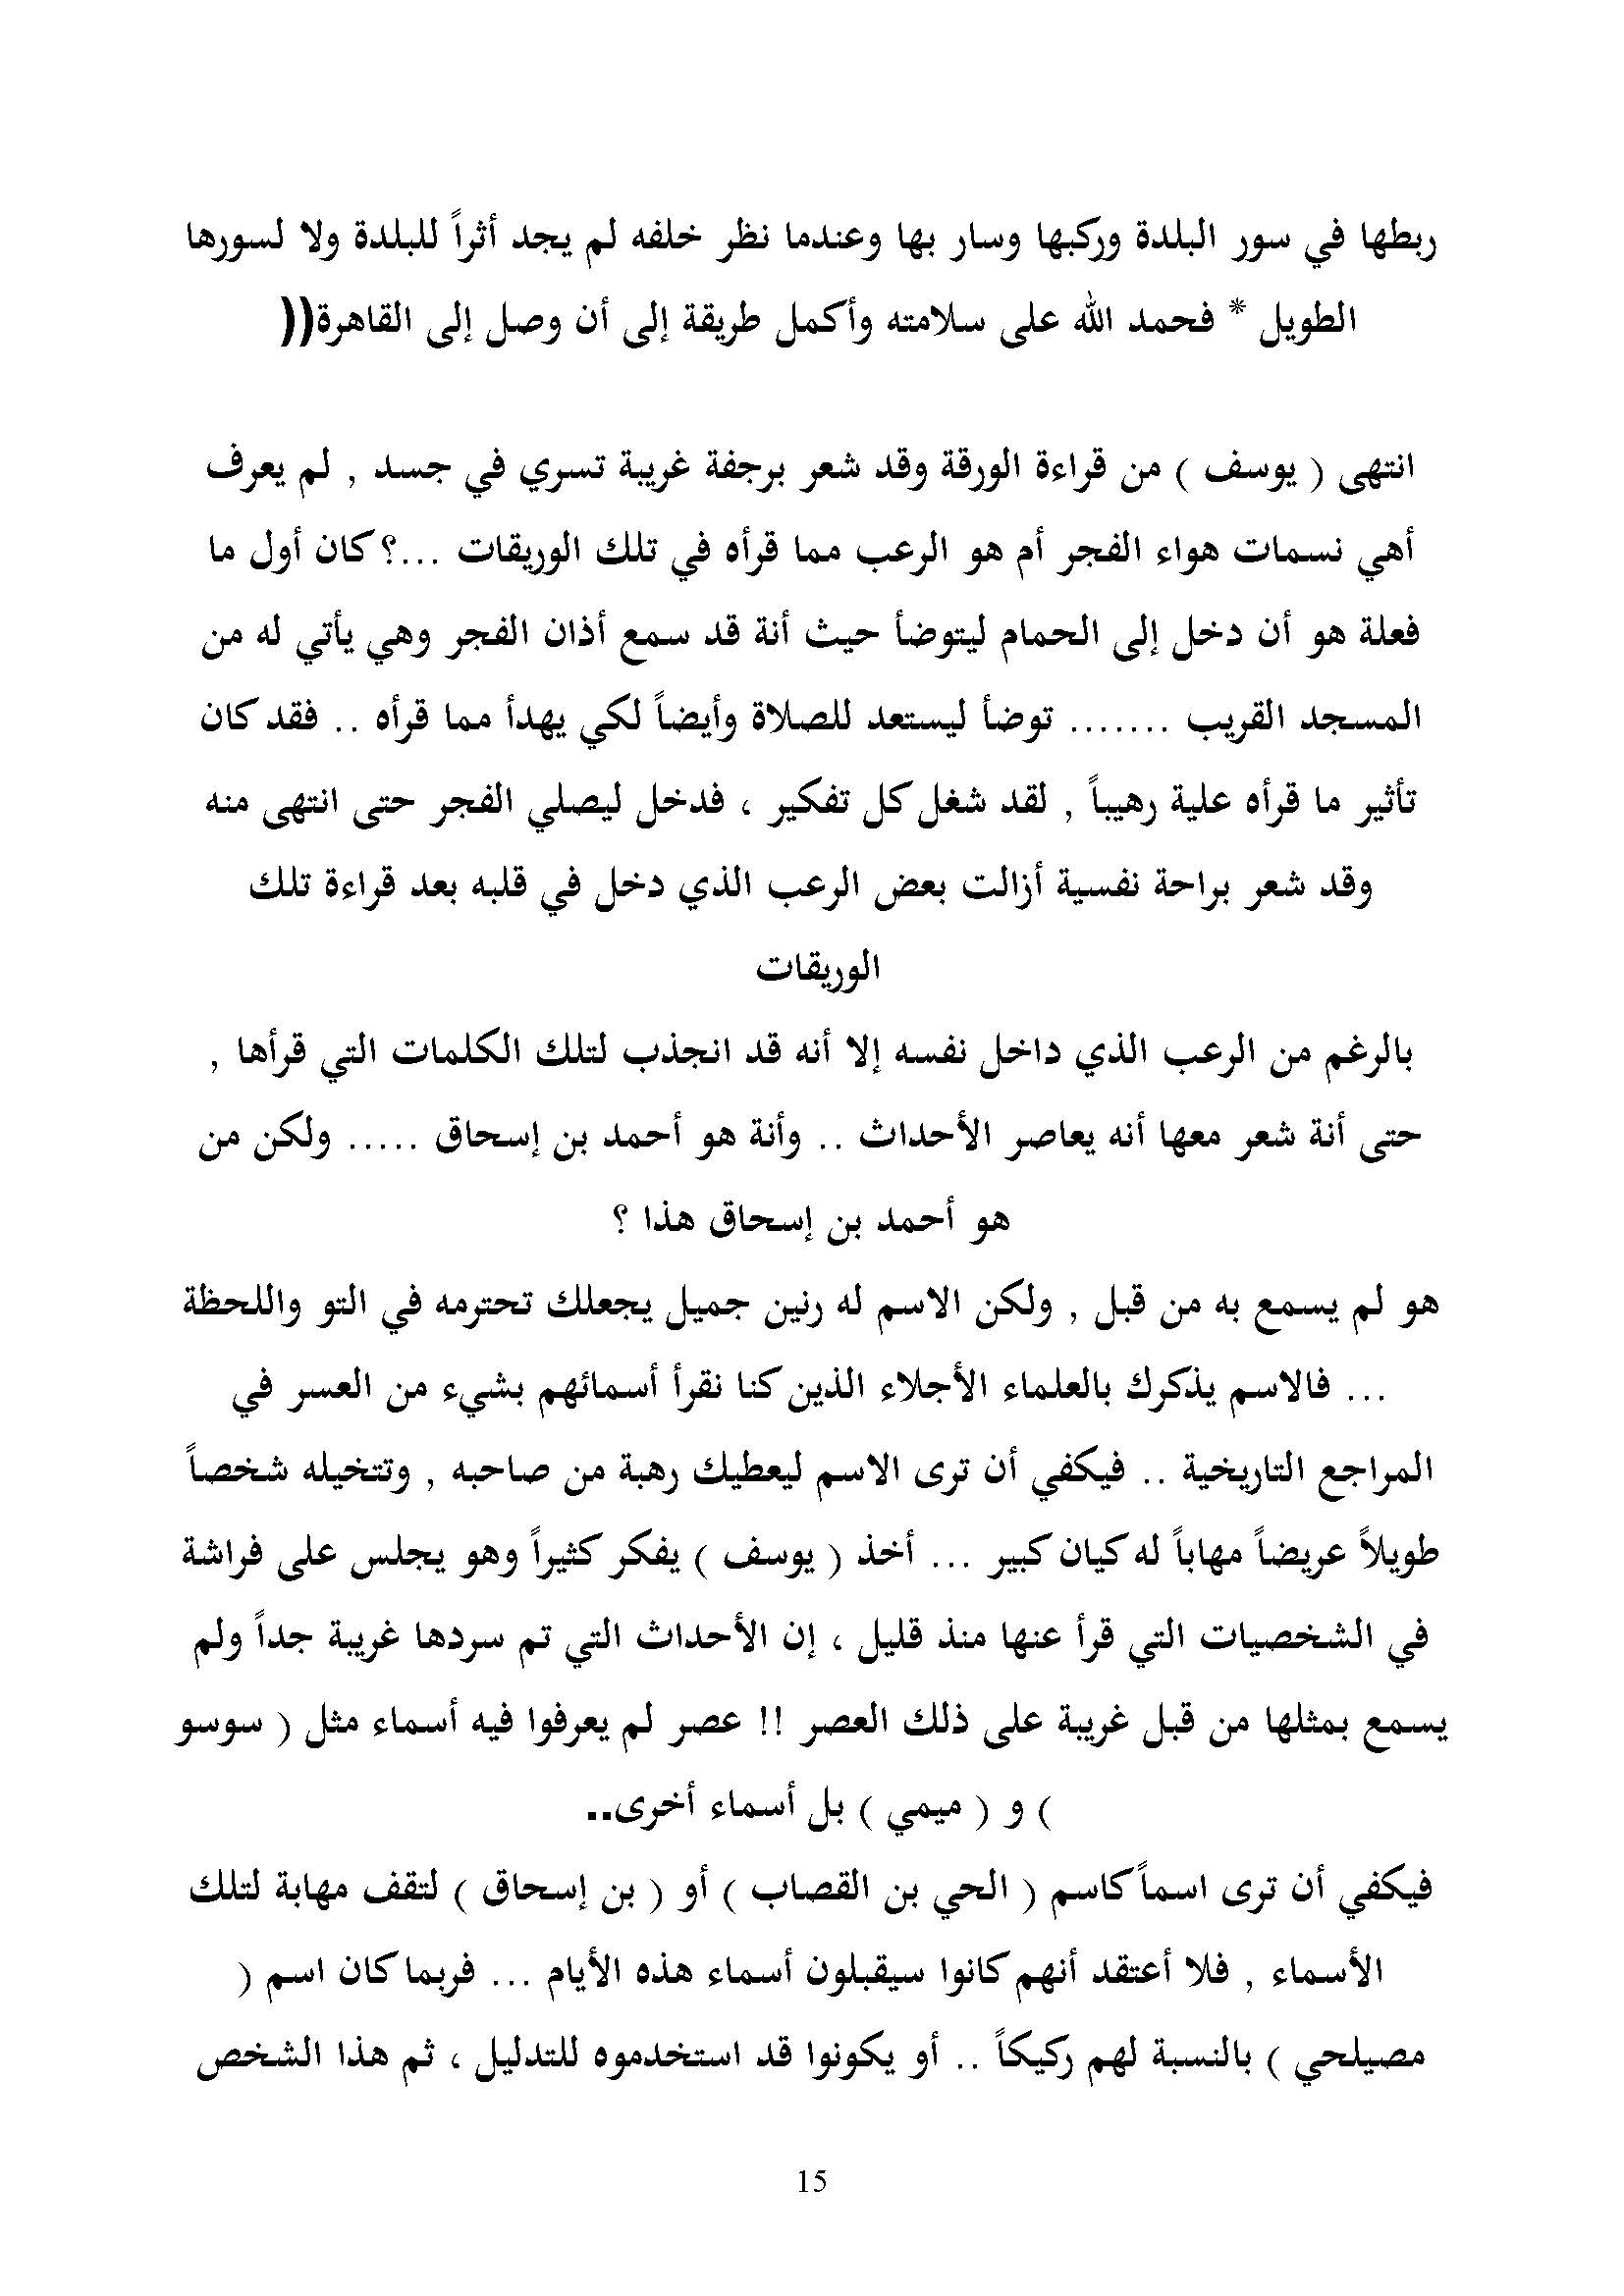 ربطها في سور البلدة وركبها وسار بها وعندما نظر خلفه لم يجد أثراً للبلدة ولا لسورها
الطويل * فحمد الله على سلامته وأكمل طريقة إلى أن وصل إلى القاهرة((
انتهى ( يوسف ) من قراءة الورقة وقد شعر برجفة غريبة تسري في جسد , لم يعرف
أهي نسمات هواء الفجر أم هو الرعب مما قرأه في تلك الوريقات ...؟ كان أول ما
فعلة هو أن دخل إلى الحمام ليتوضأ حيث أنة قد سمع أذان الفجر وهي يأتي له من
المسجد القريب ....... توضأ ليستعد للصلاة وأيضاً لكي يهدأ مما قرأه .. فقد كان
تأثير ما قرأه علية رهيباً , لقد شغل كل تفكير ، فدخل ليصلي الفجر حتى انتهى منه
وقد شعر براحة نفسية أزالت بعض الرعب الذي دخل في قلبه بعد قراءة تلك
الوريقات
بالرغم من الرعب الذي داخل نفسه إلا أنه قد انجذب لتلك الكلمات التي قرأها ,
حتى أنة شعر معها أنه يعاصر الأحداث .. وأنة هو أحمد بن إسحاق ..... ولكن من
هو أحمد بن إسحاق هذا ؟
هو لم يسمع به من قبل , ولكن الاسم له رنين جميل يجعلك تحترمه في التو واللحظة
... فالاسم يذكرك بالعلماء الأجلاء الذين كنا نقرأ أسمائهم بشيء من العسر في
المراجع التاريخية .. فيكفي أن ترى الاسم ليعطيك رهبة من صاحبه , وتتخيله شخصاً
طويلاً عريضاً مهاباً له كيان كبير ... أخذ ( يوسف ) يفكر كثيراً وهو يجلس على فراشة
في الشخصيات التي قرأ عنها منذ قليل ، إن الأحداث التي تم سردها غريبة جداً ولم
يسمع بمثلها من قبل غريبة على ذلك العصر !! عصر لم يعرفوا فيه أسماء مثل ( سوسو
) و ( ميمي ) بل أسماء أخرى..
فيكفي أن ترى اسماً كاسم ( الحي بن القصاب ) أو ( بن إسحاق ) لتقف مهابة لتلك
الأسماء , فلا أعتقد أنهم كانوا سيقبلون أسماء هذه الأيام ... فربما كان اسم (
مصيلحي ) بالنسبة لهم ركيكاً .. أو يكونوا قد استخدموه للتدليل ، ثم هذا الشخص
15